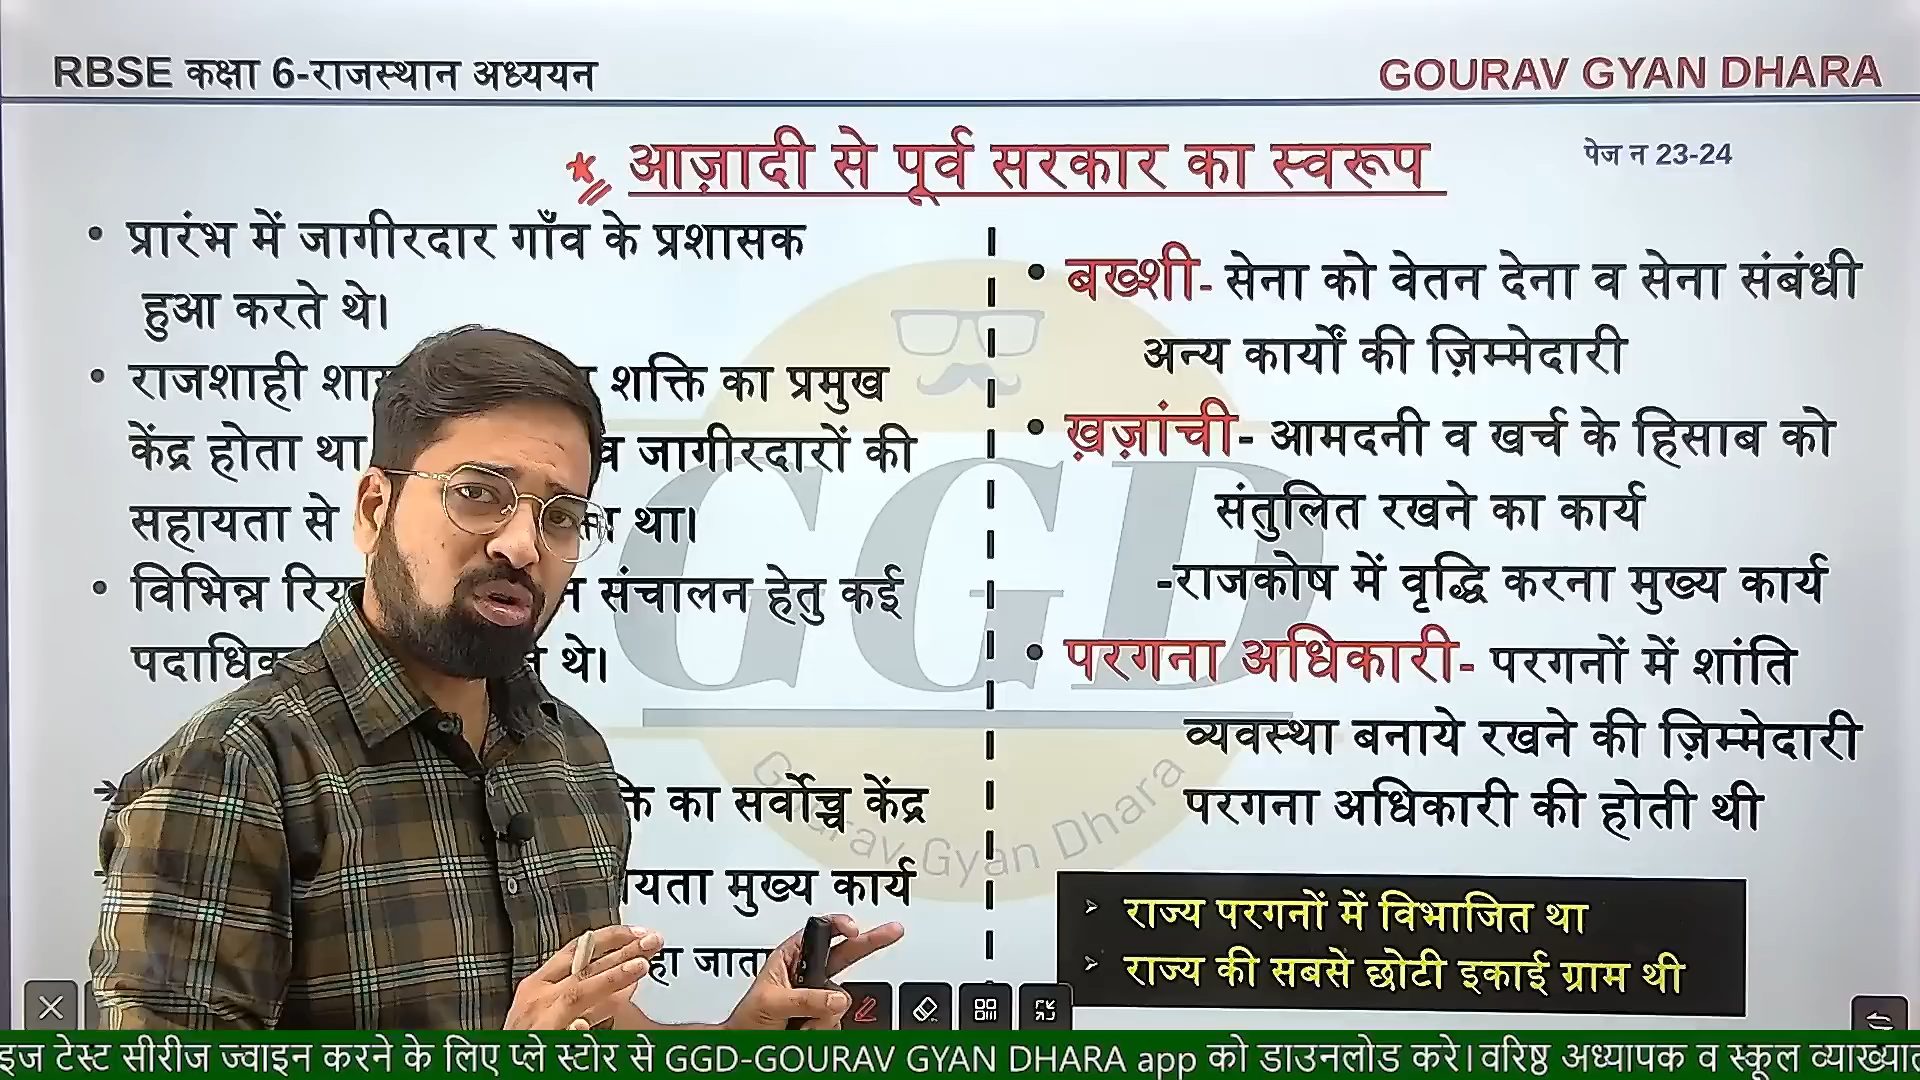 RBSE कक्षा 6-राजस्थान अध्ययन
GOURAV GYAN DHARA
आज़ादी से पूर्व सरकार का स्वरूप
पेज न 23-24
• प्रारंभ में जागीरदार गाँव के प्रशासक
हुआ करते थे।
• राजशाही शक्ति का प्रमुख
केंद्र होता था व जागीरदारों की
सहायता से था।
• विभिन्न संचालन हेतु कई
थे।
का सर्वोच्च केंद्र
मुख्य कार्य
जाता
• बख्शी- सेना को वेतन देना व सेना संबंधी
अन्य कार्यों की ज़िम्मेदारी
• ख़ज़ांची- आमदनी व खर्च के हिसाब को
संतुलित रखने का कार्य
-राजकोष में वृद्धि करना मुख्य कार्य
• परगना अधिकारी- परगनों में शांति
व्यवस्था बनाये रखने की ज़िम्मेदारी
परगना अधिकारी की होती थी
➢ राज्य परगनों में विभाजित था
➢ राज्य की सबसे छोटी इकाई ग्राम थी
GGD
Gourav Gyan Dhara
टेस्ट सीरीज ज्वाइन करने के लिए प्ले स्टोर से GGD-GOURAV GYAN DHARA app को डाउनलोड करे। वरिष्ठ अध्यापक व स्कूल